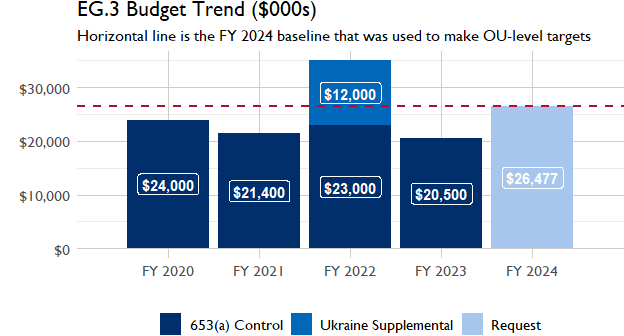 EG.3 Budget Trend ($000s)
Horizontal line is the FY 2024 baseline that was used to make OU-level targets
$30,000
$20,000
$10,000
$0
$24,000
$21,400
$12,000
$23,000
$20,500
$26,477
FY 2020 FY 2021 FY 2022 FY 2023 FY 2024
653(a) Control Ukraine Supplemental Request